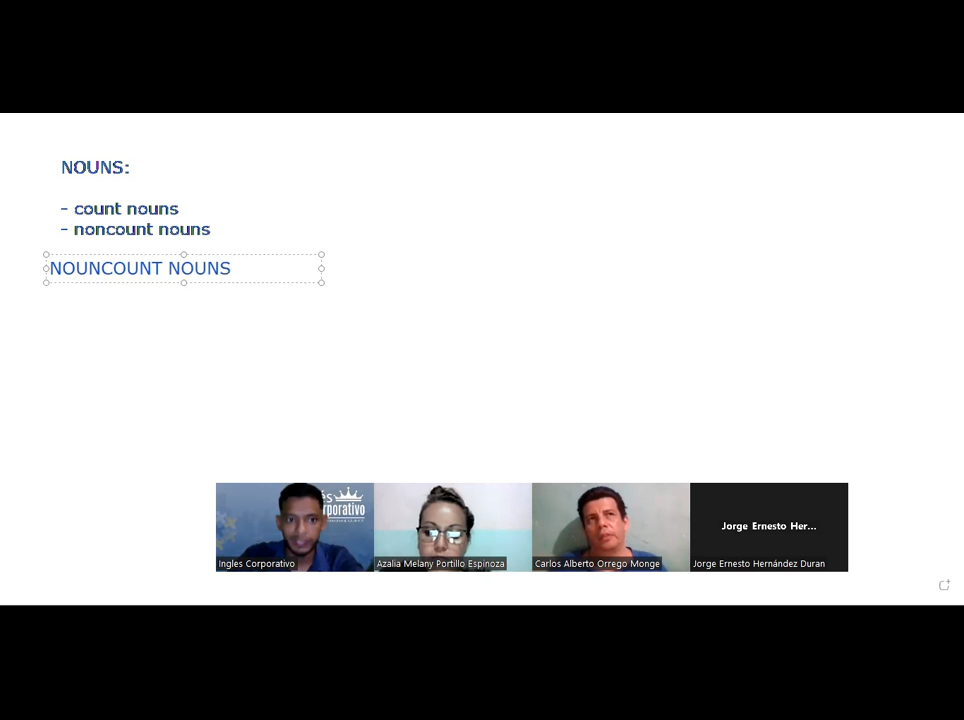 NOUNS:
- count nouns
- noncount nouns
NOUNCOUNT NOUNS
Ingles Corporativo
Azalia Melany Portillo Espinoza
Carlos Alberto Orrego Monge
Jorge Ernesto Her...
Jorge Ernesto Hernández Duran